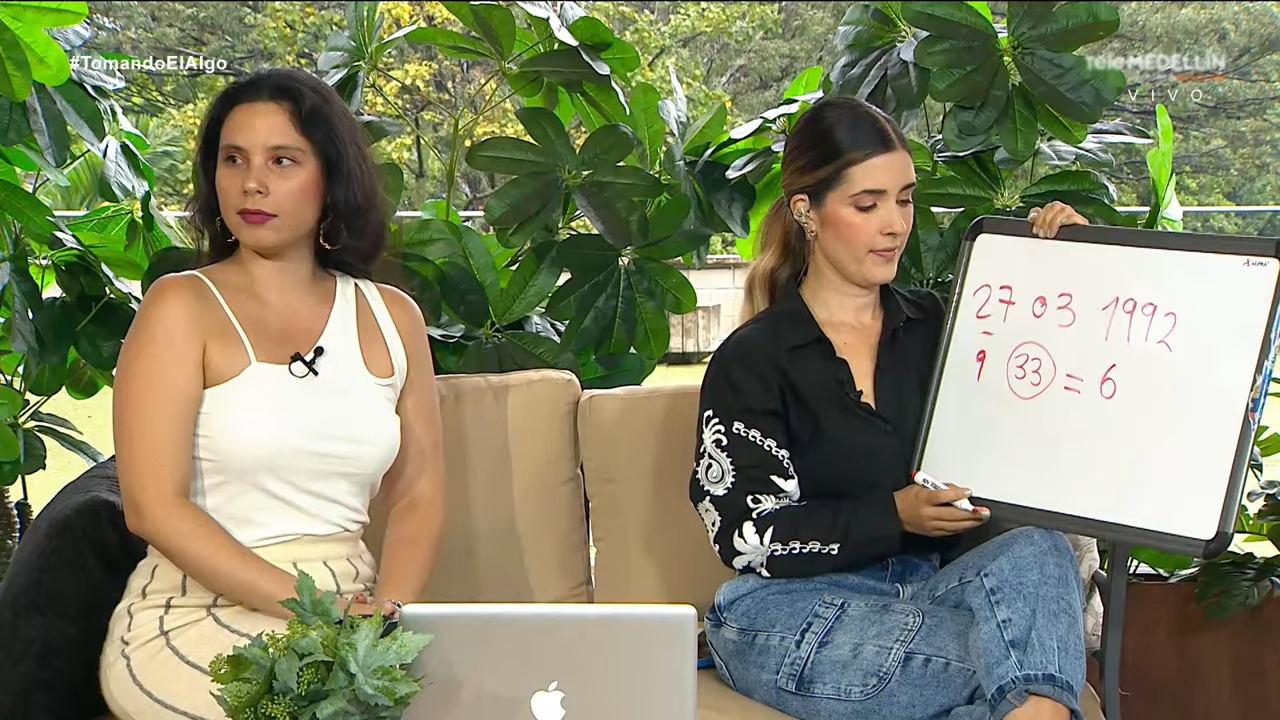 #TomandoElAlgo
Tele MEDELLÍN
VIVO
27 03 1992
9 33 = 6